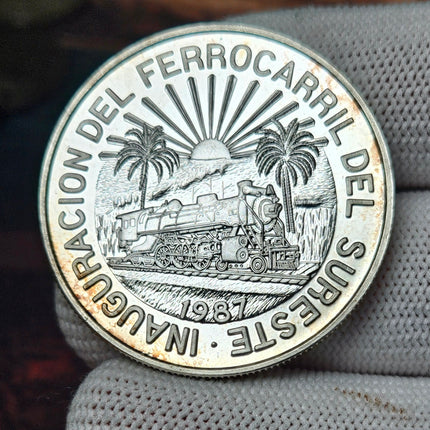 INAUGURACION DEL FERROCARRIL DEL SURESTE ·
1987